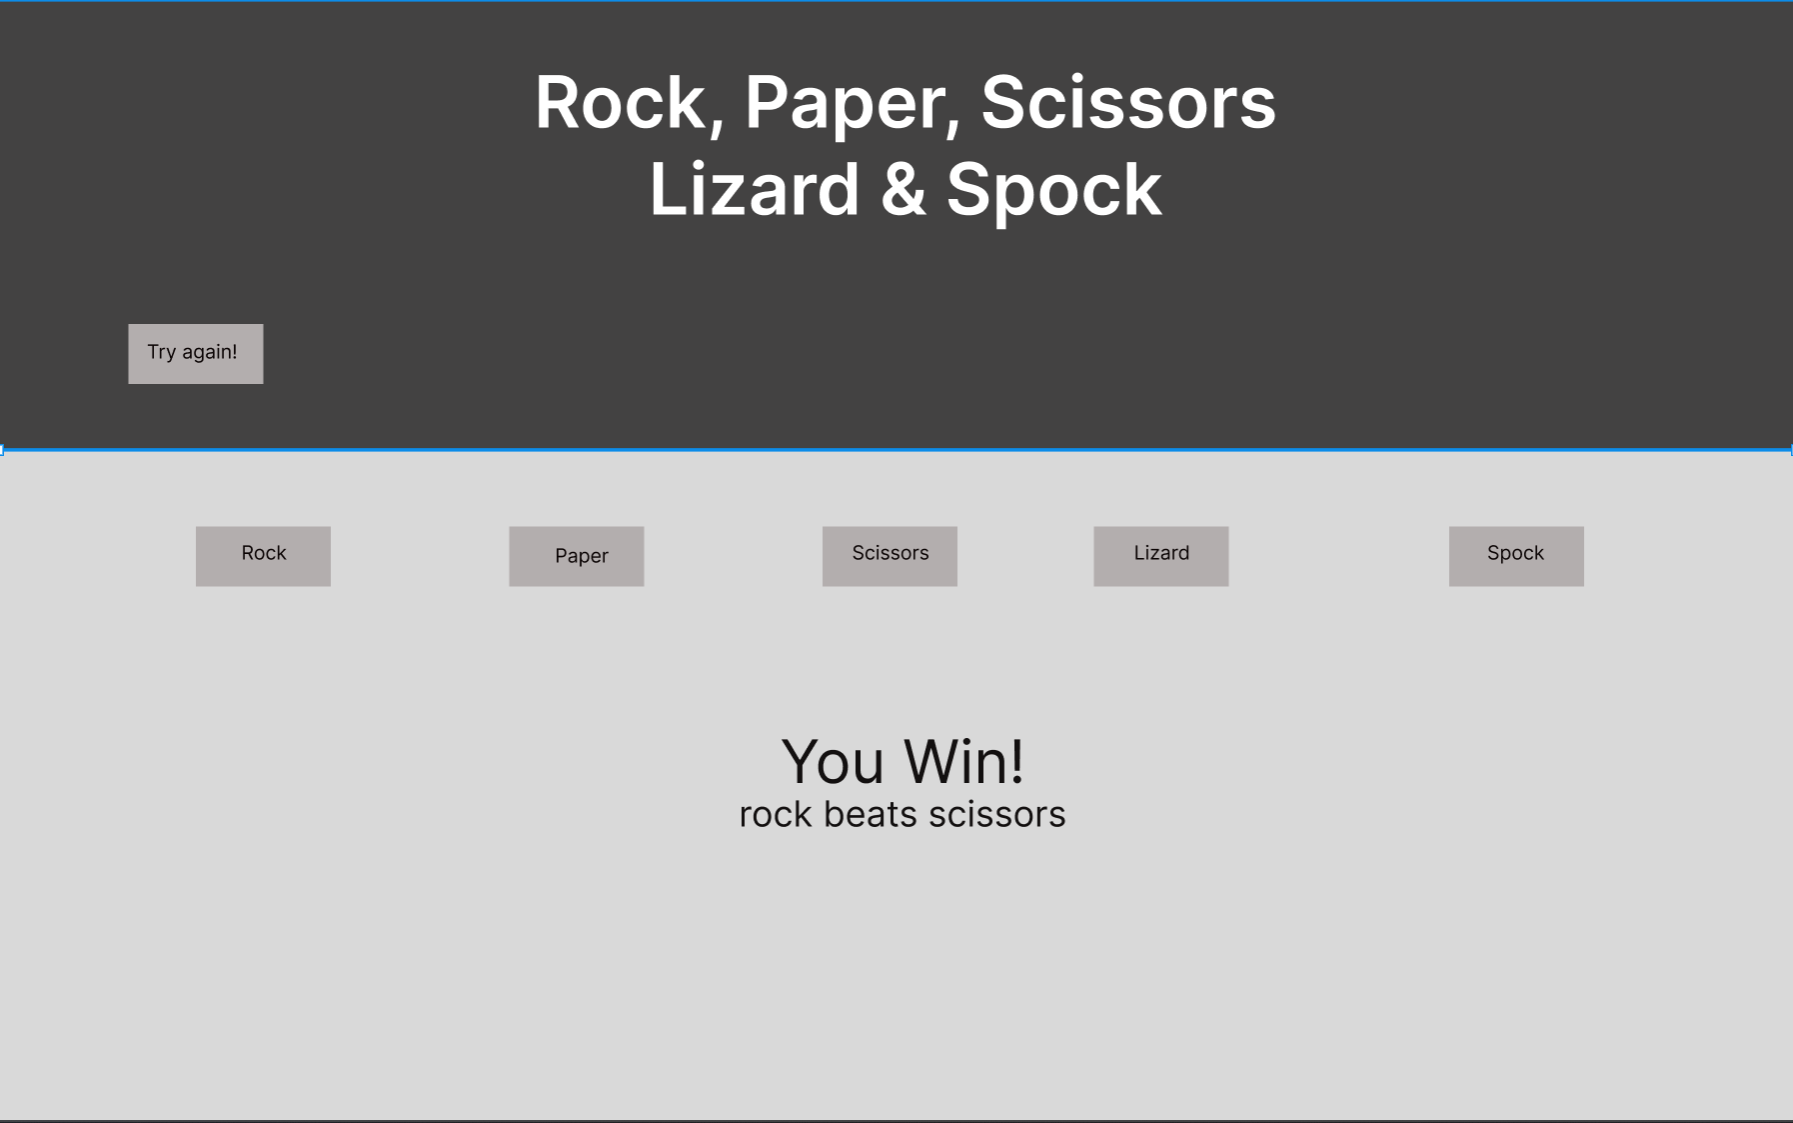 Rock, Paper, Scissors
Lizard & Spock
Try again!
Rock
Paper
Scissors
Lizard
Spock
You Win!
rock beats scissors